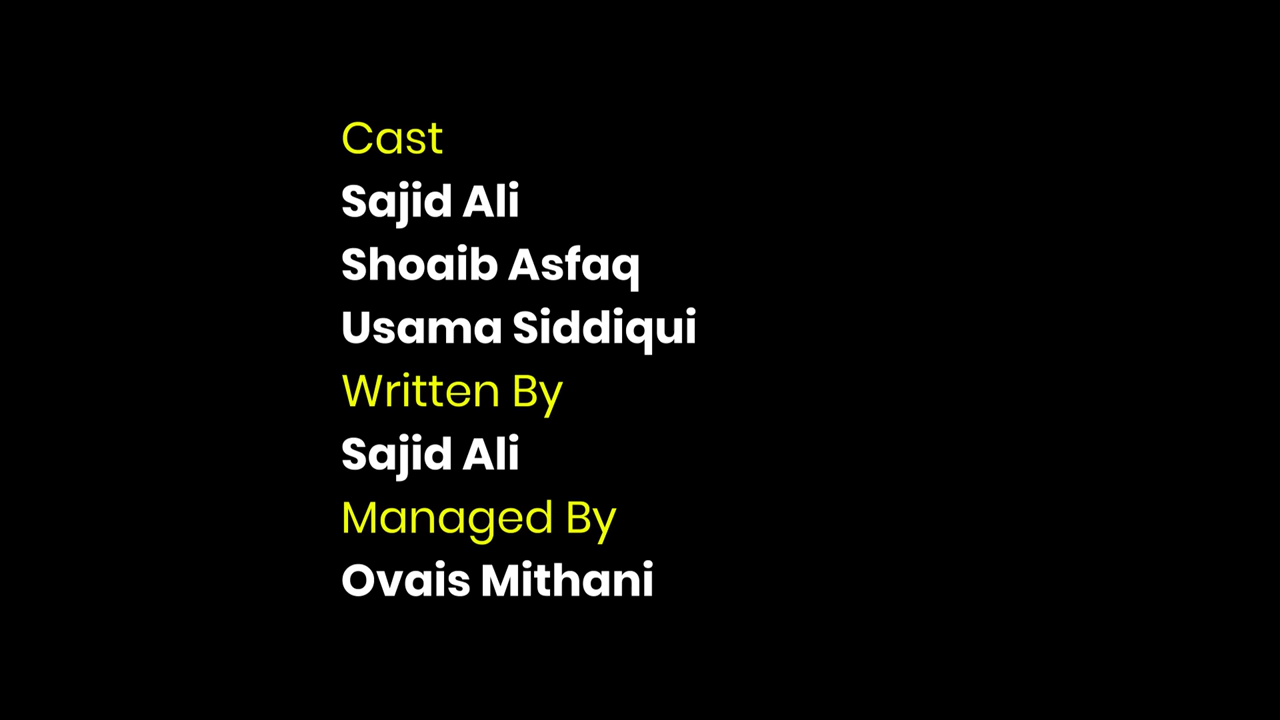 Cast
Sajid Ali
Shoaib Asfaq
Usama Siddiqui
Written By
Sajid Ali
Managed By
Ovais Mithani